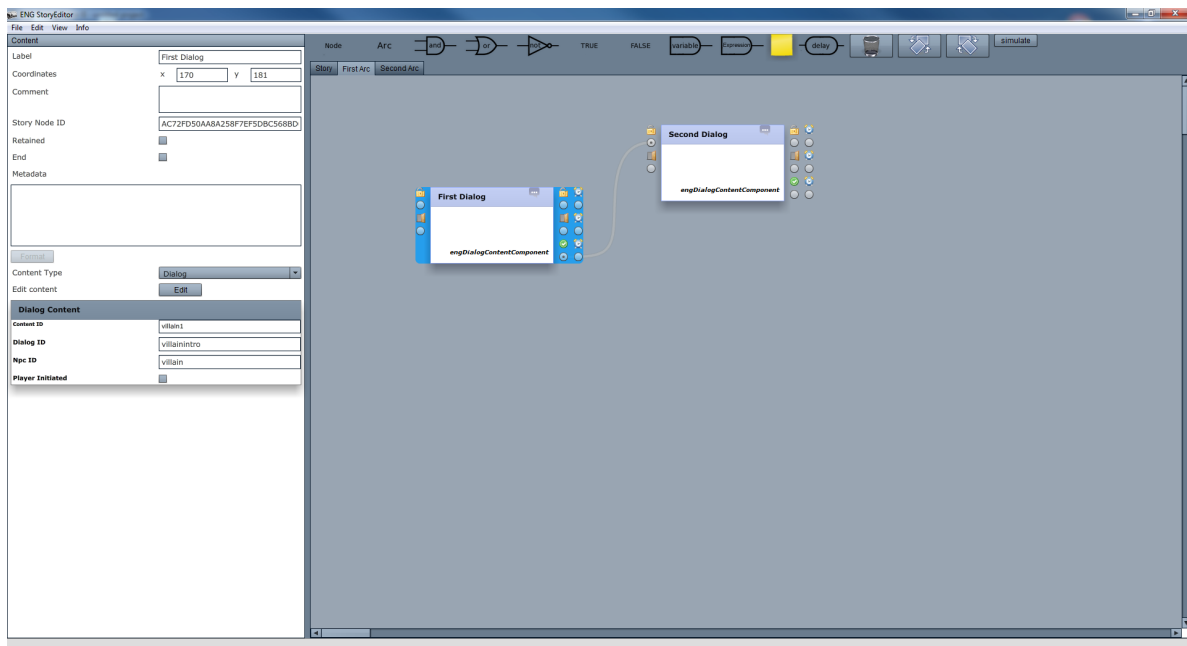 ENG StoryEditor
File Edit View Info
Content
Label
First Dialog
Coordinates
x 170 y 181
Comment
Story Node ID
AC72FD50AA8A258F7EF5DBC568BD
Retained
End
Metadata
Format
Content Type
Dialog
Edit content
Edit
Dialog Content
Content ID
villain1
Dialog ID
villainintro
Npc ID
villain
Player Initiated
Node Arc and or not TRUE FALSE variable Expression delay simulate
Story First Arc Second Arc
Second Dialog
engDialogContentComponent
First Dialog
engDialogContentComponent